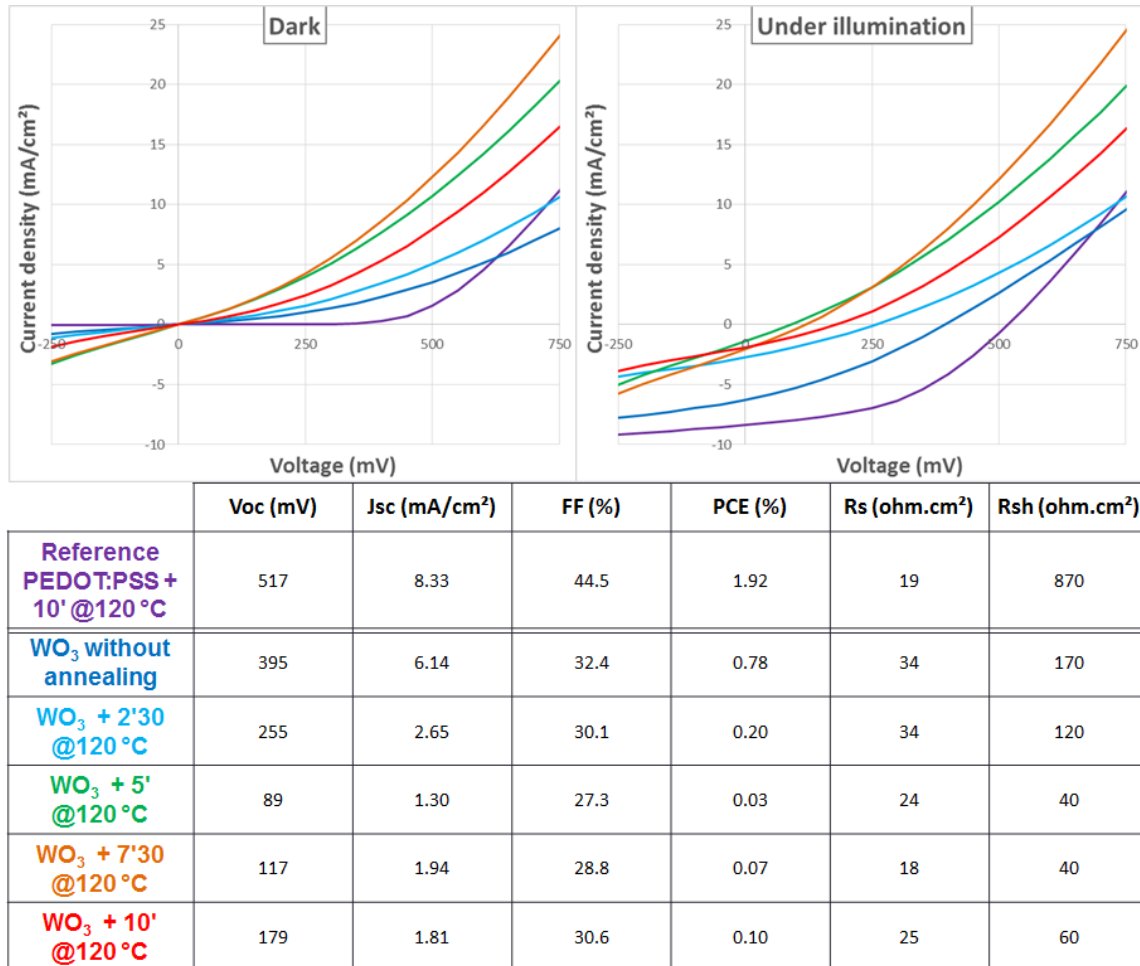 Dark
Current density (mA/cm²)
25
20
15
10
5
0
-5
-10
-250
0
250
500
750
Voltage (mV)
Under illumination
Current density (mA/cm²)
25
20
15
10
5
0
-5
-10
-250
0
250
500
750
Voltage (mV)
Voc (mV) Jsc (mA/cm²) FF (%) PCE (%) Rs (ohm.cm²) Rsh (ohm.cm²)
Reference
PEDOT:PSS +
10' @120 °C
517 8.33 44.5 1.92 19 870
WO₃ without
annealing
395 6.14 32.4 0.78 34 170
WO₃ + 2'30
@120 °C
255 2.65 30.1 0.20 34 120
WO₃ + 5'
@120 °C
89 1.30 27.3 0.03 24 40
WO₃ + 7'30
@120 °C
117 1.94 28.8 0.07 18 40
WO₃ + 10'
@120 °C
179 1.81 30.6 0.10 25 60